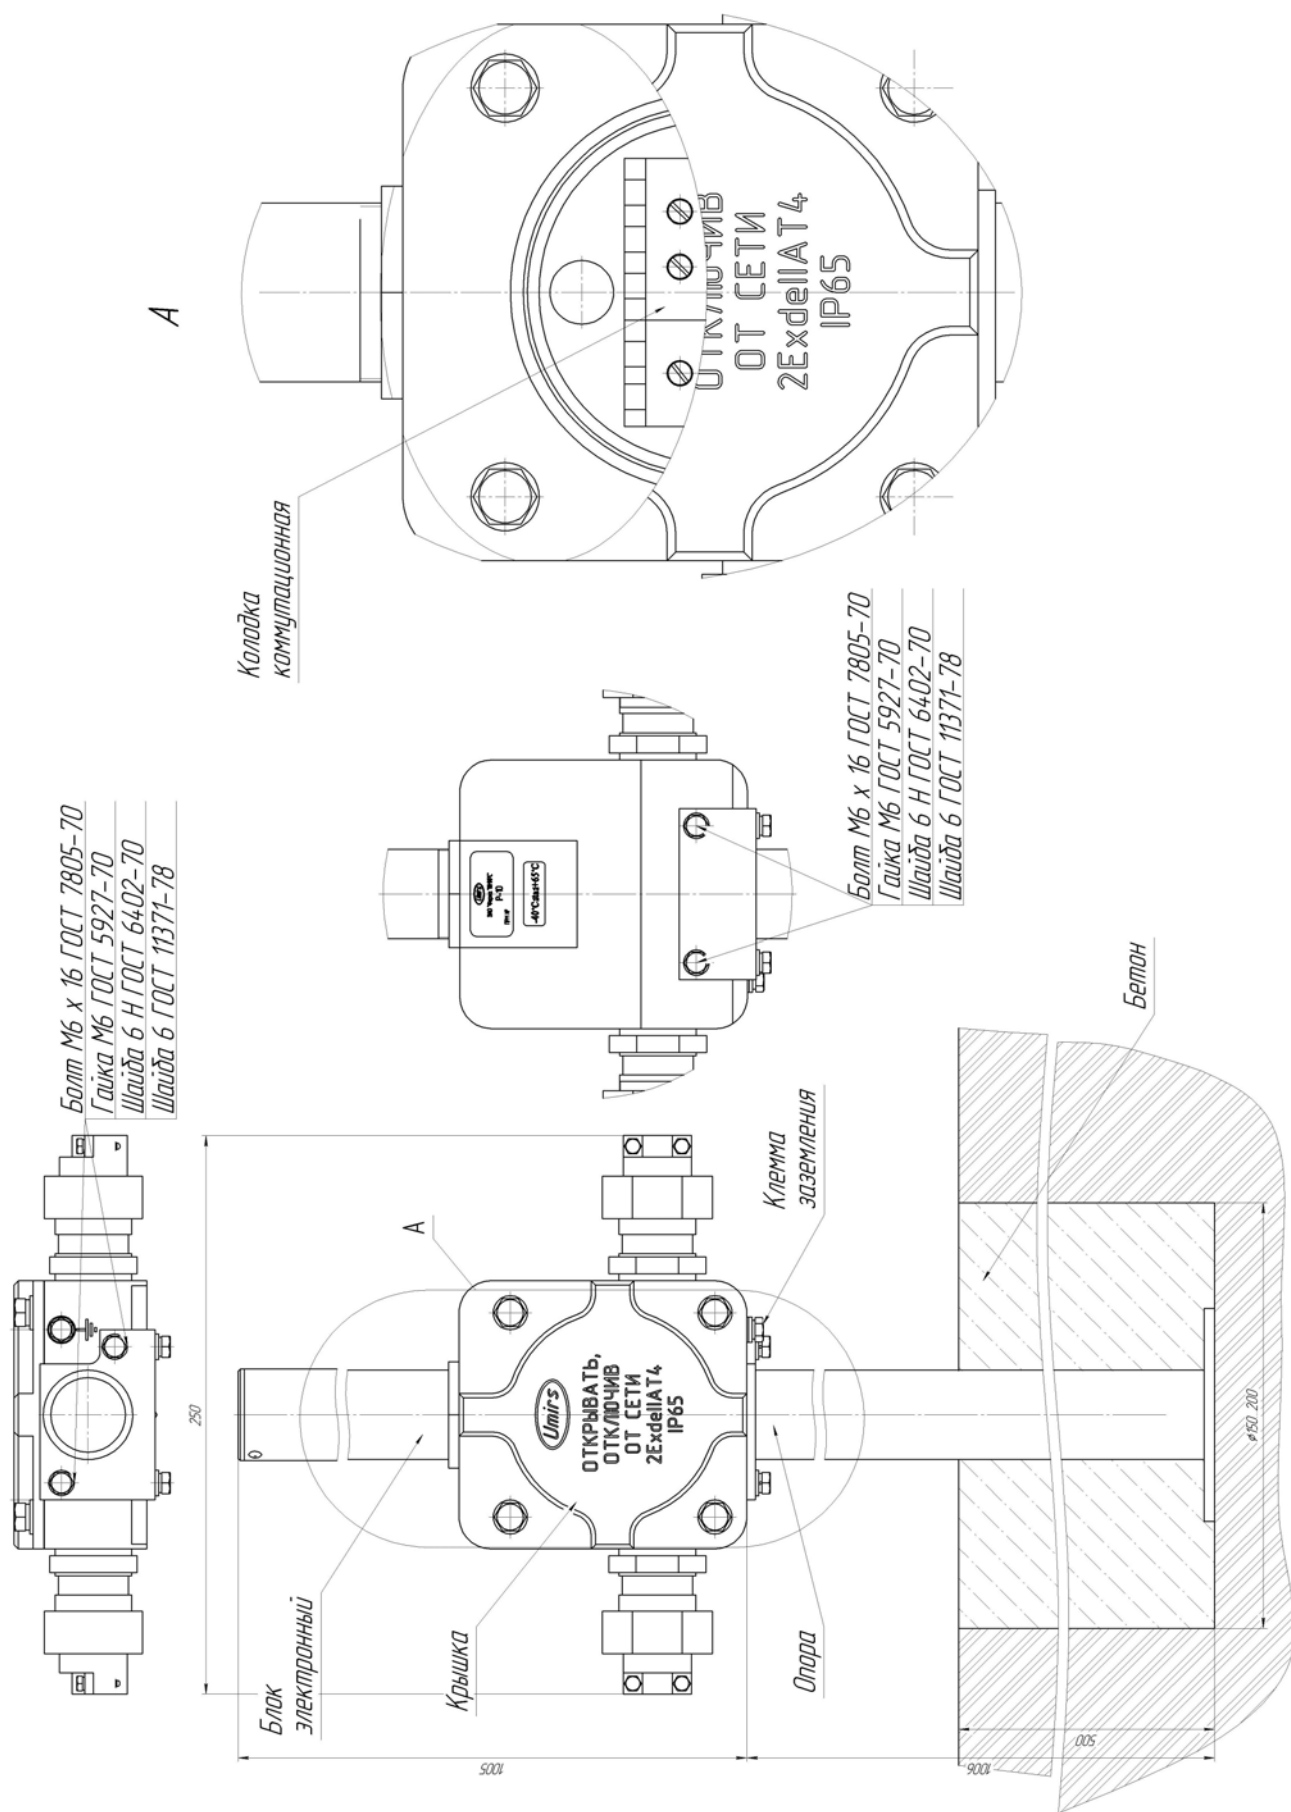 А
Колодка
коммутационная
ОТКЛЮЧИВ
ОТ СЕТИ
2ExdeIIAT4
IP65
Болт М6 х 16 ГОСТ 7805-70
Гайка М6 ГОСТ 5927-70
Шайба 6 Н ГОСТ 6402-70
Шайба 6 ГОСТ 11371-78
Umirs
Р-10
-40°C≤ta≤+65°C
Болт М6 х 16 ГОСТ 7805-70
Гайка М6 ГОСТ 5927-70
Шайба 6 Н ГОСТ 6402-70
Шайба 6 ГОСТ 11371-78
250
А
Клемма
заземления
Бетон
Umirs
ОТКРЫВАТЬ,
ОТКЛЮЧИВ
ОТ СЕТИ
2ExdeIIAT4
IP65
Блок
электронный
Крышка
Опора
1005
1006
500
ø150 200